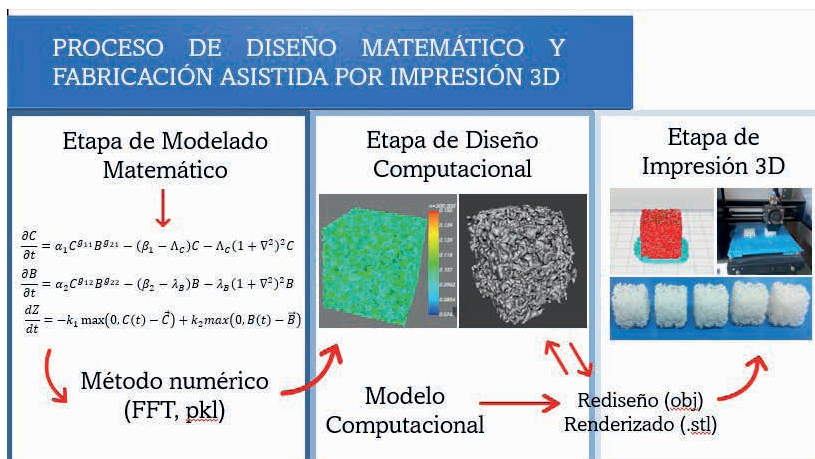 PROCESO DE DISEÑO MATEMÁTICO Y
FABRICACIÓN ASISTIDA POR IMPRESIÓN 3D
Etapa de Modelado
Matemático
∂C/∂t = α₁C^g₁₁B^g₂₁ − (β₁ − Λ_C)C − Λ_C(1 + ∇²)²C
∂B/∂t = α₂C^g₁₂B^g₂₂ − (β₂ − λ_B)B − λ_B(1 + ∇²)²B
dZ/dt = −k₁ max(0, C(t) − C⃗) + k₂max(0, B(t) − B⃗)
Método numérico
(FFT, pkl)
Etapa de Diseño
Computacional
Modelo
Computacional
Etapa de
Impresión 3D
Rediseño (obj)
Renderizado (.stl)